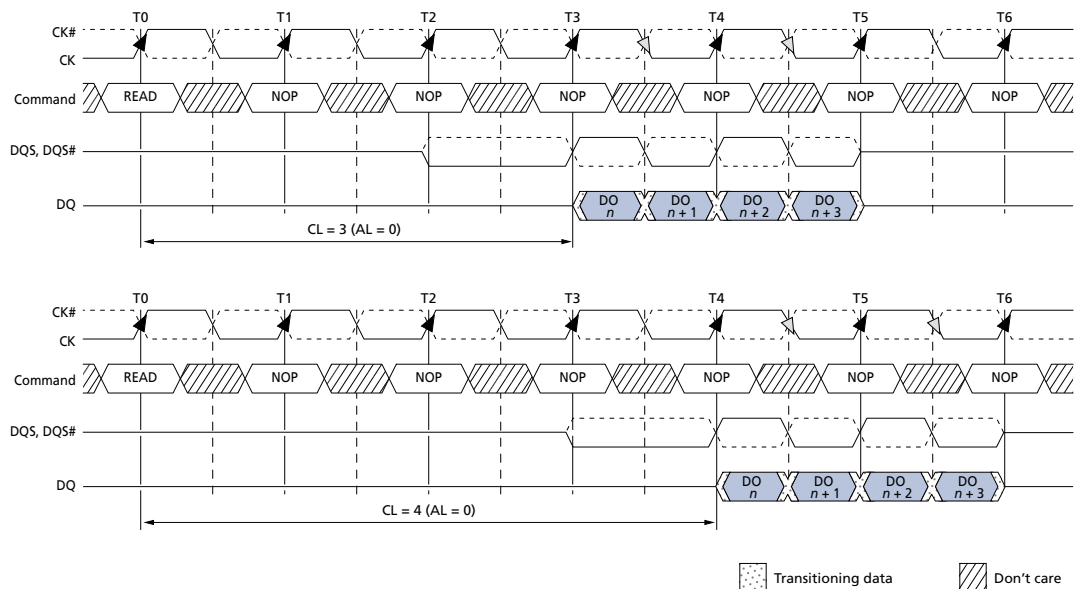 T0 T1 T2 T3 T4 T5 T6
CK#
CK
Command READ NOP NOP NOP NOP NOP NOP
DQS, DQS#
DQ DO n DO n + 1 DO n + 2 DO n + 3
CL = 3 (AL = 0)
T0 T1 T2 T3 T4 T5 T6
CK#
CK
Command READ NOP NOP NOP NOP NOP NOP
DQS, DQS#
DQ DO n DO n + 1 DO n + 2 DO n + 3
CL = 4 (AL = 0)
Transitioning data Don't care